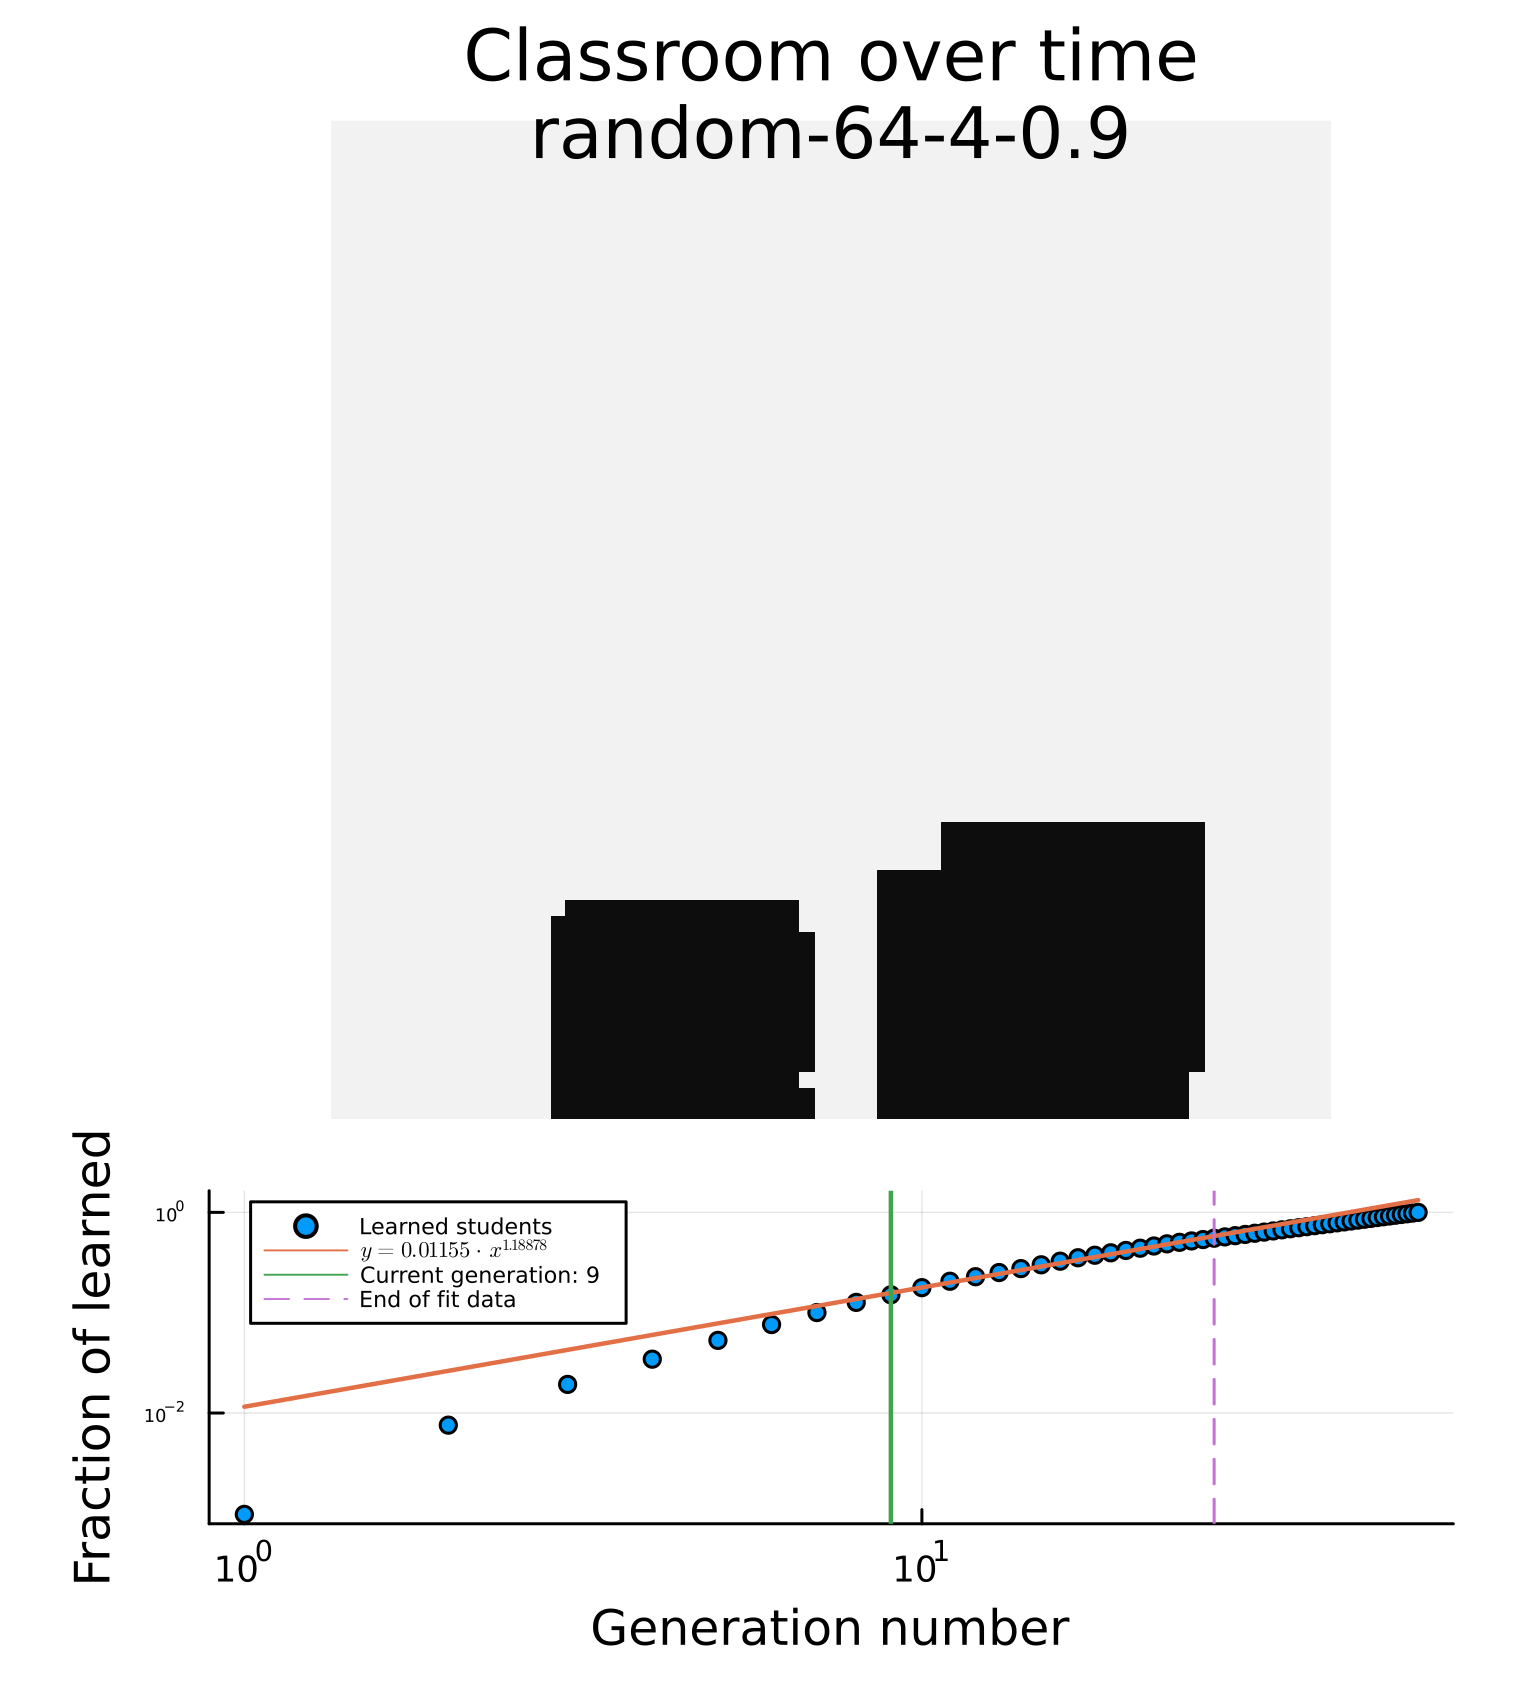 Classroom over time
random-64-4-0.9
Fraction of learned
10^0
10^−2
Learned students
y = 0.01155 · x^1.18878
Current generation: 9
End of fit data
10^0
10^1
Generation number